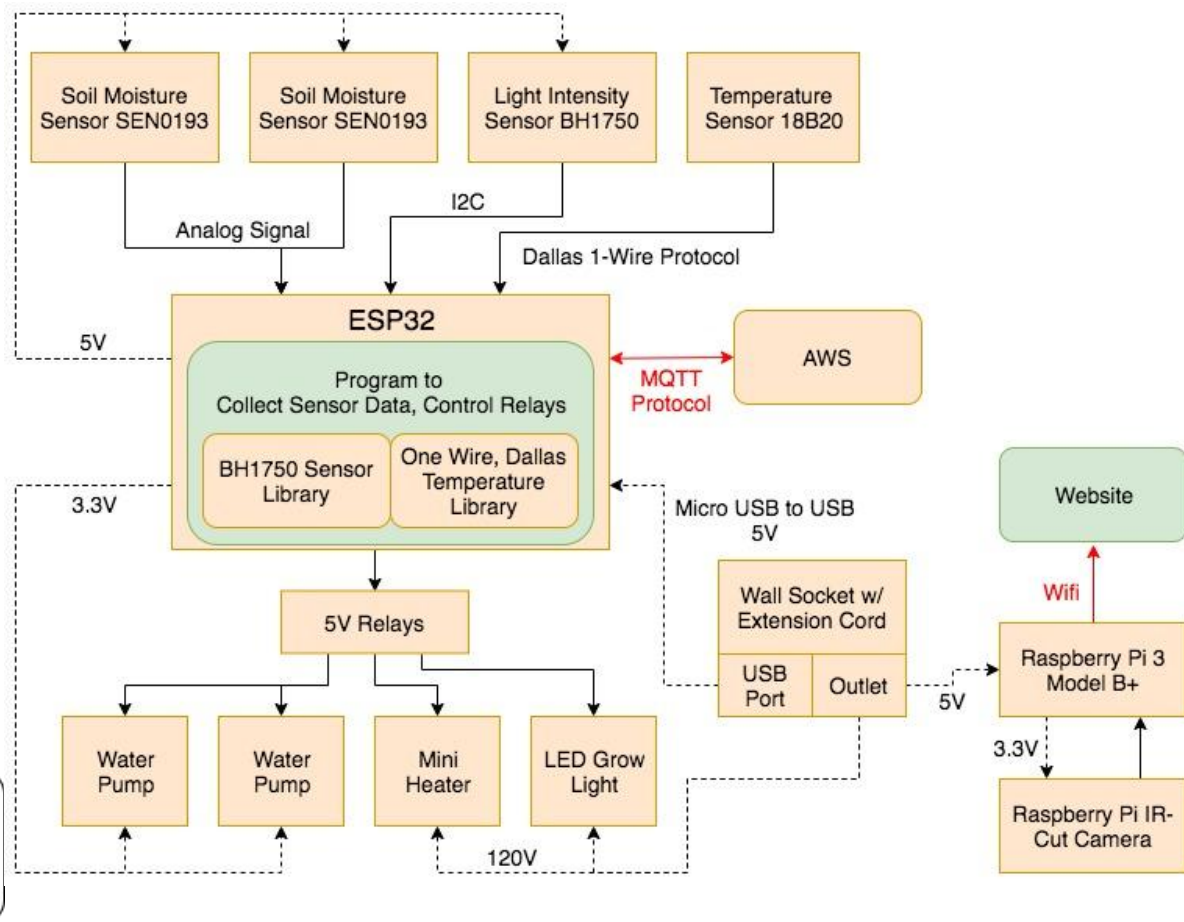 Soil Moisture
Sensor SEN0193
Soil Moisture
Sensor SEN0193
Light Intensity
Sensor BH1750
Temperature
Sensor 18B20
I2C
Analog Signal
Dallas 1-Wire Protocol
ESP32
5V
Program to
Collect Sensor Data, Control Relays
BH1750 Sensor
Library
One Wire, Dallas
Temperature
Library
MQTT
Protocol
AWS
3.3V
Micro USB to USB
5V
Website
Wifi
5V Relays
Wall Socket w/
Extension Cord
USB
Port
Outlet
5V
Raspberry Pi 3
Model B+
3.3V
Water
Pump
Water
Pump
Mini
Heater
LED Grow
Light
120V
Raspberry Pi IR-
Cut Camera